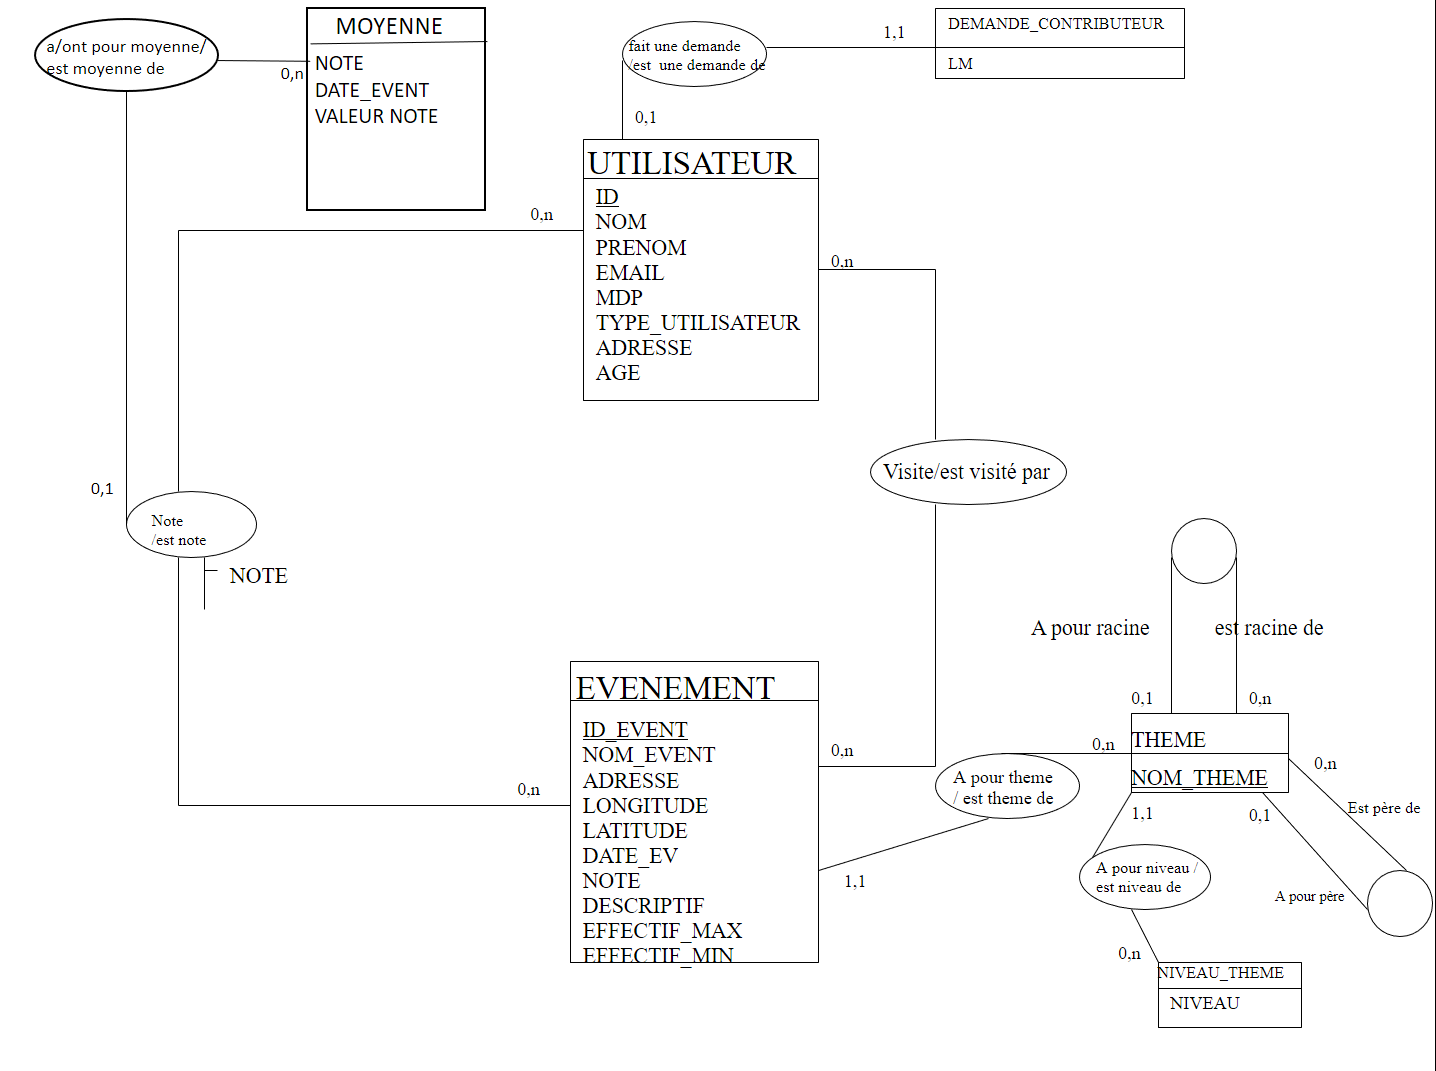 a/ont pour moyenne/
est moyenne de
0,n
MOYENNE
NOTE
DATE_EVENT
VALEUR NOTE
fait une demande
/est une demande de
1,1
DEMANDE_CONTRIBUTEUR
LM
0,1
UTILISATEUR
ID
NOM
PRENOM
EMAIL
MDP
TYPE_UTILISATEUR
ADRESSE
AGE
0,n
0,n
Visite/est visité par
0,1
Note
/est note
NOTE
A pour racine
est racine de
0,1
0,n
EVENEMENT
ID_EVENT
NOM_EVENT
ADRESSE
LONGITUDE
LATITUDE
DATE_EV
NOTE
DESCRIPTIF
EFFECTIF_MAX
EFFECTIF_MIN
0,n
0,n
1,1
A pour theme
/ est theme de
0,n
THEME
NOM_THEME
0,n
Est père de
1,1
0,1
A pour père
A pour niveau /
est niveau de
0,n
NIVEAU_THEME
NIVEAU